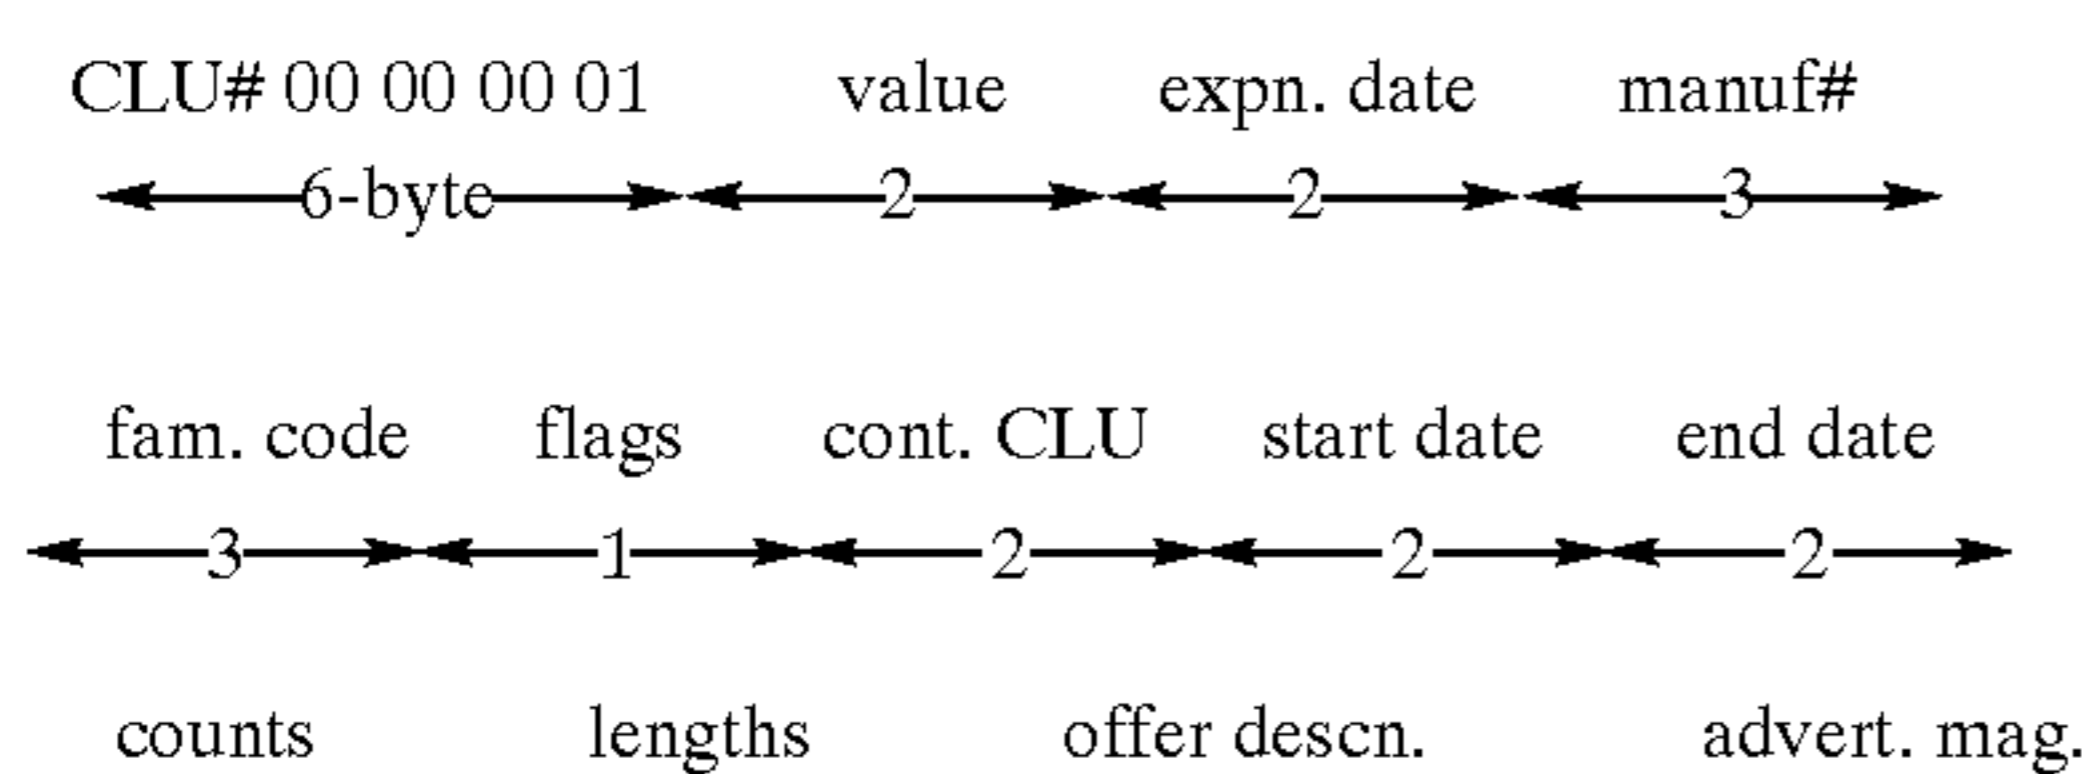 CLU# 00 00 00 01 value expn. date manuf#
6-byte 2 2 3
fam. code flags cont. CLU start date end date
3 1 2 2 2
counts lengths offer descn. advert. mag.